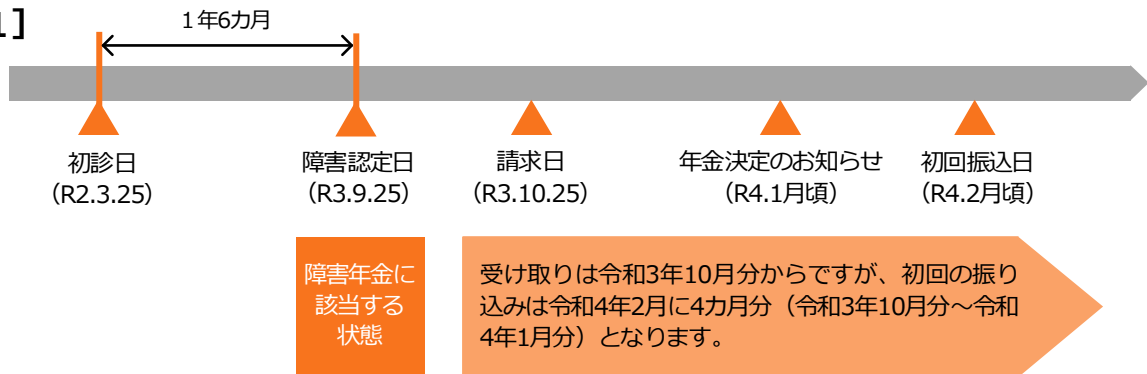 1]
1年6カ月
初診日
(R2.3.25)
障害認定日
(R3.9.25)
請求日
(R3.10.25)
年金決定のお知らせ
(R4.1月頃)
初回振込日
(R4.2月頃)
障害年金に
該当する
状態
受け取りは令和3年10月分からですが、初回の振り
込みは令和4年2月に4カ月分（令和3年10月分～令和
4年1月分）となります。